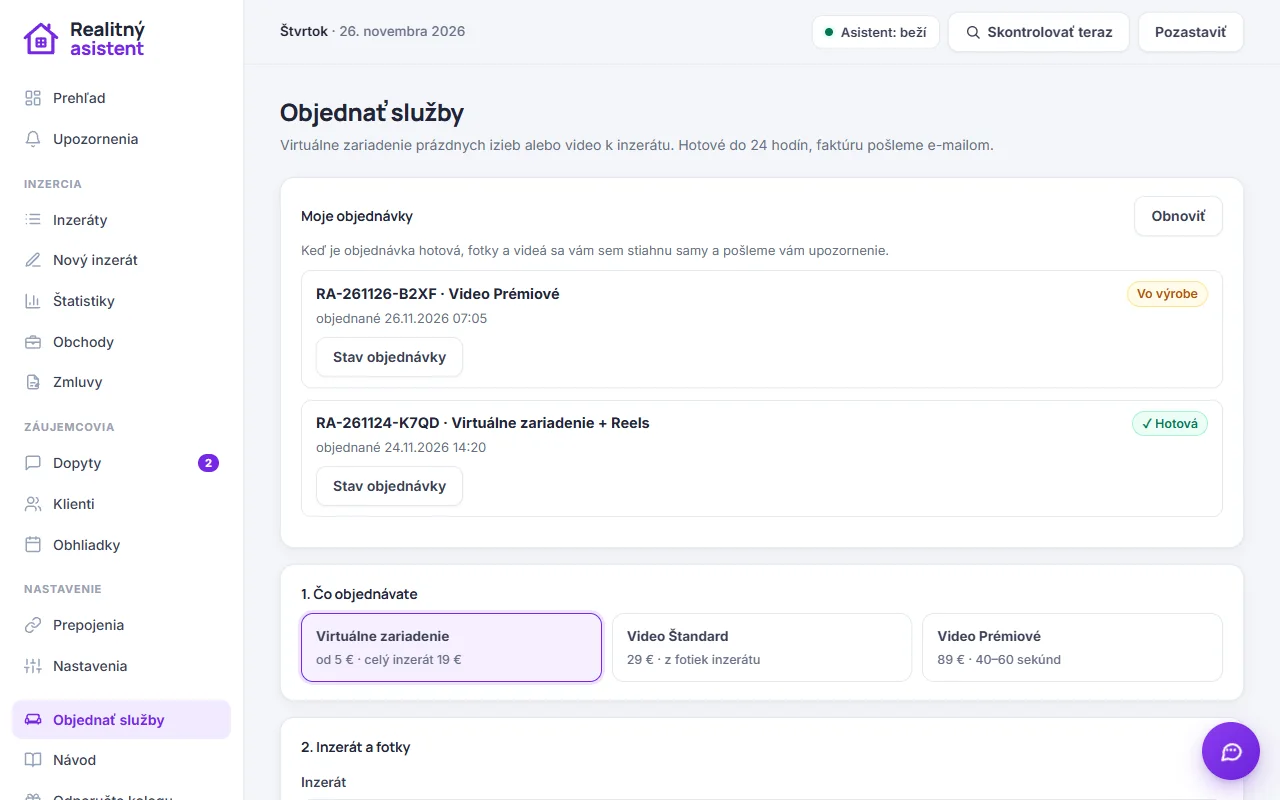 Realitný
asistent
Prehľad
Upozornenia
INZERCIA
Inzeráty
Nový inzerát
Štatistiky
Obchody
Zmluvy
ZÁUJEMCOVIA
Dopyty
2
Klienti
Obhliadky
NASTAVENIE
Prepojenia
Nastavenia
Objednať služby
Návod
Odporučte kolegu
Štvrtok · 26. novembra 2026
Asistent: beží
Skontrolovať teraz
Pozastaviť
Objednať služby
Virtuálne zariadenie prázdnych izieb alebo video k inzerátu. Hotové do 24 hodín, faktúru pošleme e-mailom.
Moje objednávky
Obnoviť
Keď je objednávka hotová, fotky a videá sa vám sem stiahnu samy a pošleme vám upozornenie.
RA-261126-B2XF · Video Prémiové
Vo výrobe
objednané 26.11.2026 07:05
Stav objednávky
RA-261124-K7QD · Virtuálne zariadenie + Reels
✓ Hotová
objednané 24.11.2026 14:20
Stav objednávky
1. Čo objednávate
Virtuálne zariadenie
od 5 € · celý inzerát 19 €
Video Štandard
29 € · z fotiek inzerátu
Video Prémiové
89 € · 40–60 sekúnd
2. Inzerát a fotky
Inzerát